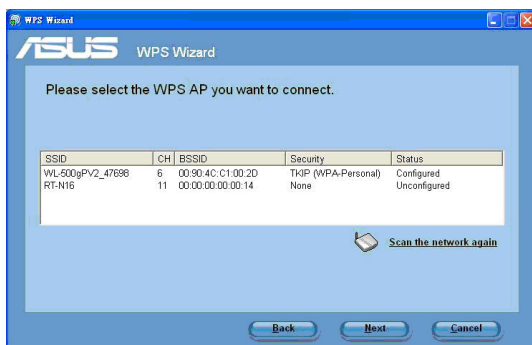 WPS Wizard
ASUS WPS Wizard
Please select the WPS AP you want to connect.
SSID CH BSSID Security Status
WL-500gPV2_47698 6 00:90:4C:C1:00:2D TKIP (WPA-Personal) Configured
RT-N16 11 00:00:00:00:00:14 None Unconfigured
Scan the network again
Back Next Cancel